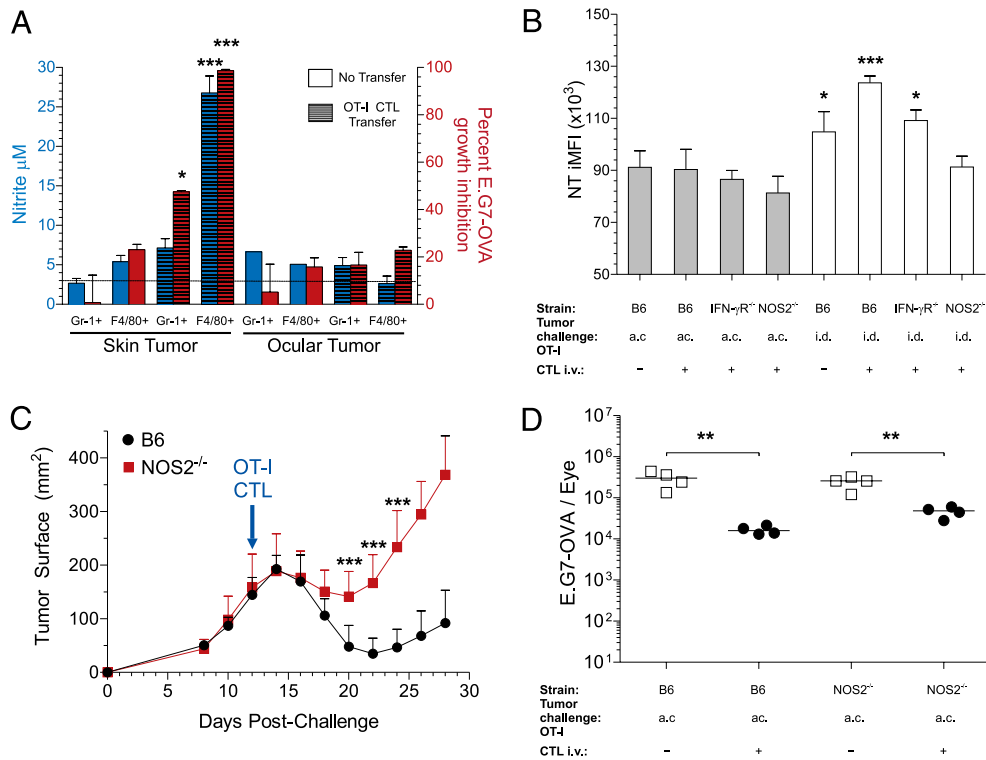 A
***
***
*
30
25
20
15
10
5
0
Nitrite µM
100
80
60
40
20
0
Percent E.G7-OVA
growth inhibition
No Transfer
OT-I CTL
Transfer
Gr-1+ F4/80+ Gr-1+ F4/80+ Gr-1+ F4/80+ Gr-1+ F4/80+
Skin Tumor Ocular Tumor
B
150
130
110
90
70
50
NT iMFI (x10³)
* *** *
Strain: B6 B6 IFN-γR-/- NOS2-/- B6 B6 IFN-γR-/- NOS2-/-
Tumor
challenge: a.c ac. a.c. a.c. i.d. i.d. i.d. i.d.
OT-I
CTL i.v.: – + + + – + + +
C
B6
NOS2-/-
OT-I
CTL
*** *** ***
400
300
200
100
0
Tumor Surface (mm²)
0 5 10 15 20 25 30
Days Post-Challenge
D
** **
10⁷
10⁶
10⁵
10⁴
10³
10²
10¹
E.G7-OVA / Eye
Strain: B6 B6 NOS2-/- NOS2-/-
Tumor
challenge: a.c ac. a.c. a.c.
OT-I
CTL i.v.: – + – +